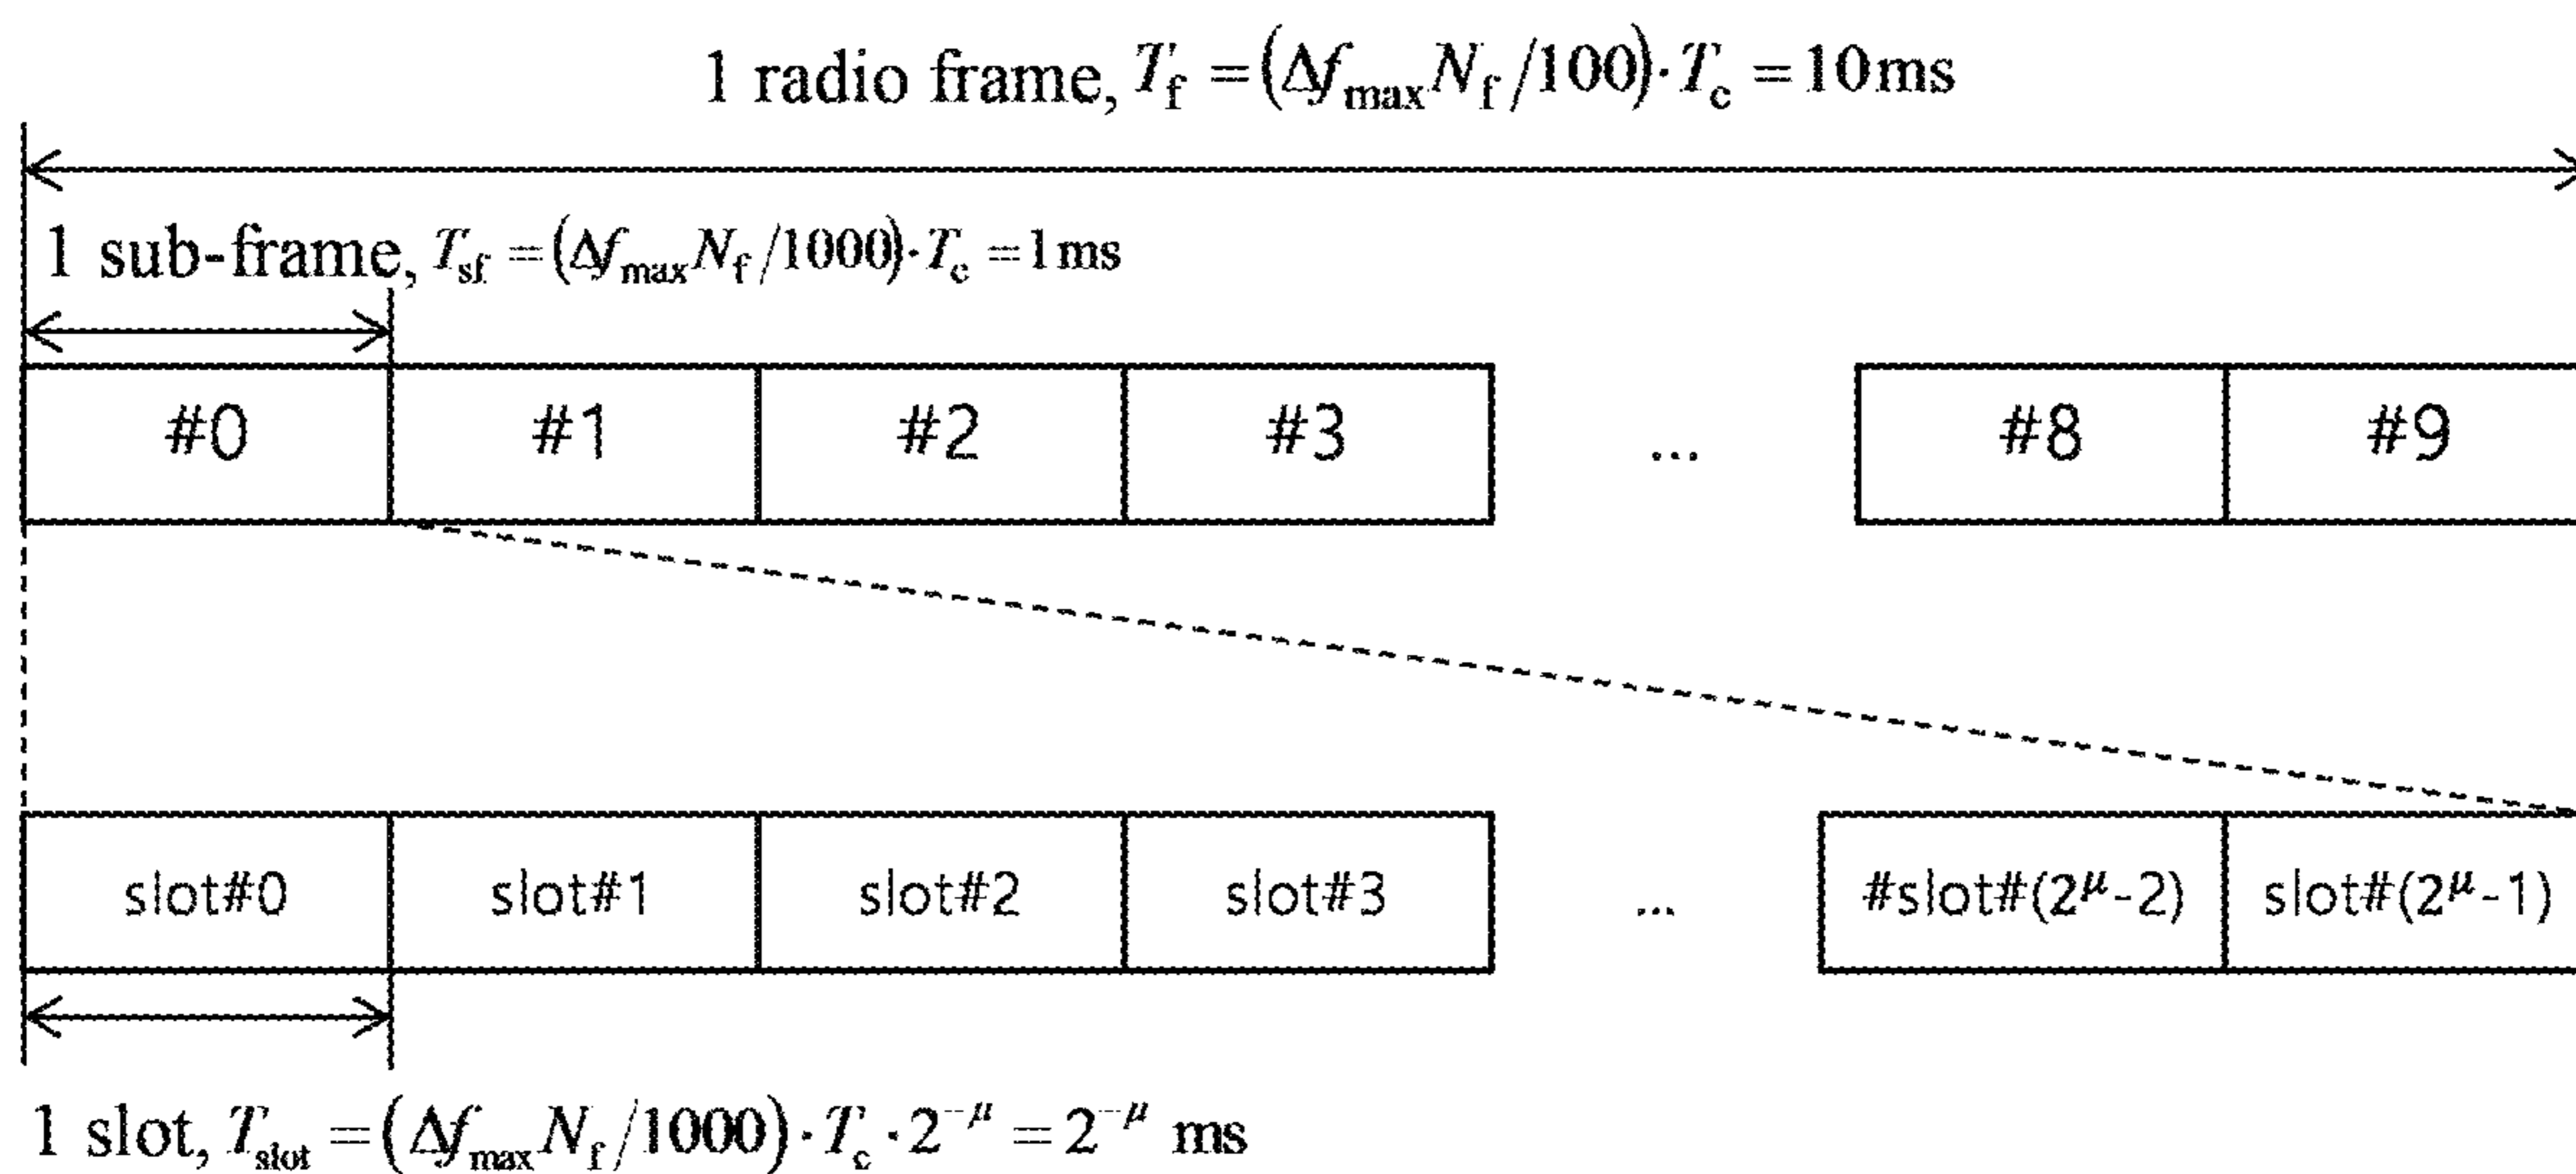 1 radio frame, T_f = (Δf_max N_f /100)·T_c = 10 ms
1 sub-frame, T_sf = (Δf_max N_f /1000)·T_c = 1 ms
#0 #1 #2 #3 ... #8 #9
slot#0 slot#1 slot#2 slot#3 ... #slot#(2^μ-2) slot#(2^μ-1)
1 slot, T_slot = (Δf_max N_f /1000)·T_c·2^-μ = 2^-μ ms